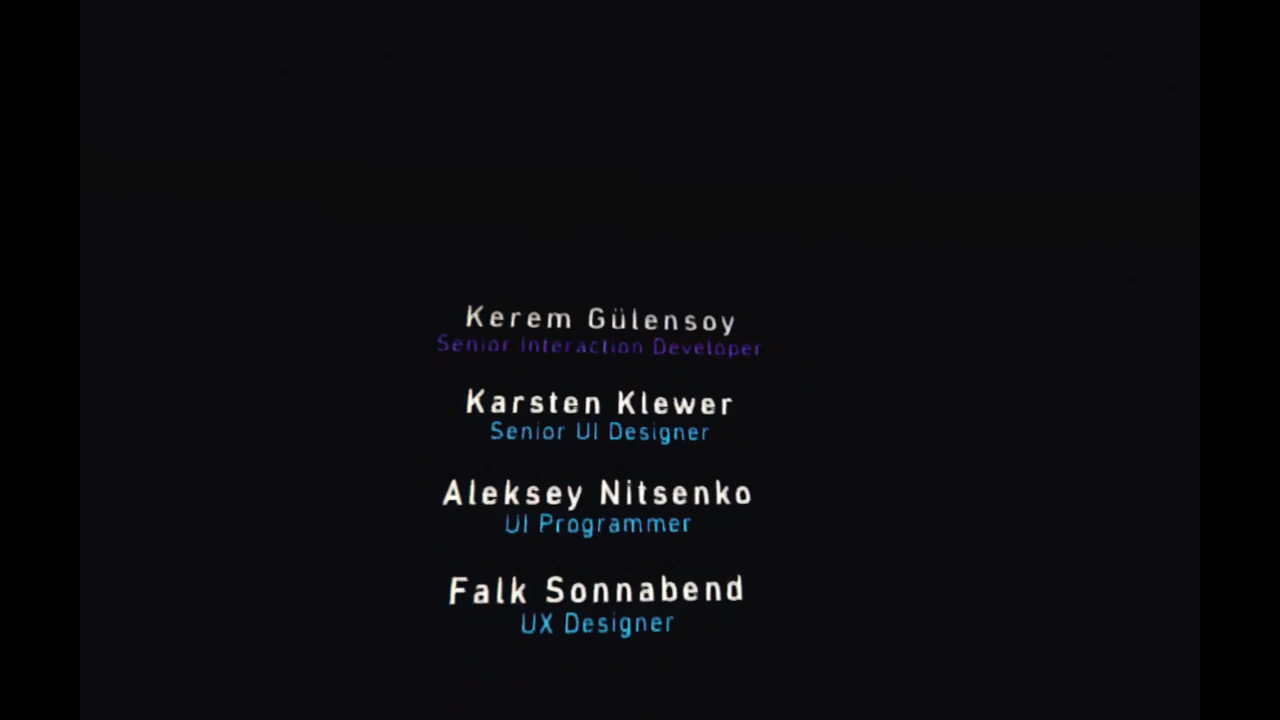 Kerem Gülensoy
Senior Interaction Developer
Karsten Klewer
Senior UI Designer
Aleksey Nitsenko
UI Programmer
Falk Sonnabend
UX Designer